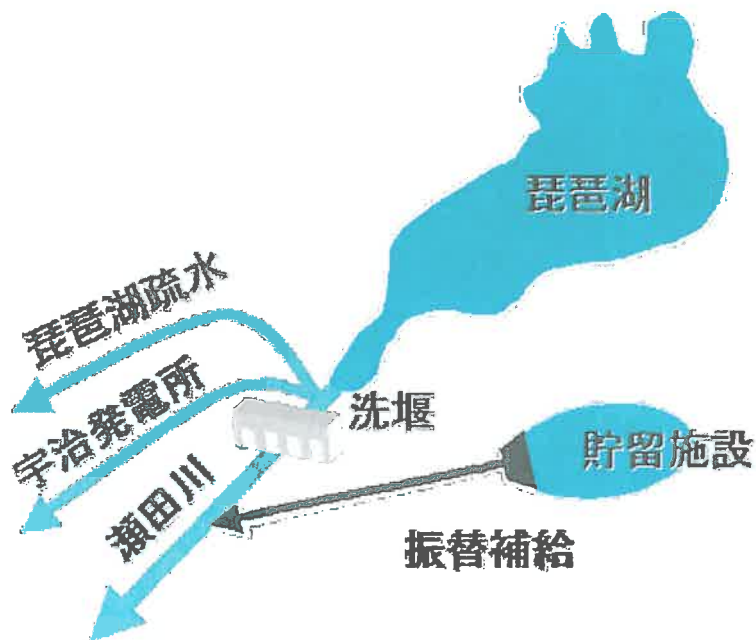 琵琶湖
琵琶湖疏水
宇治発電所
洗堰
瀬田川
貯留施設
振替補給